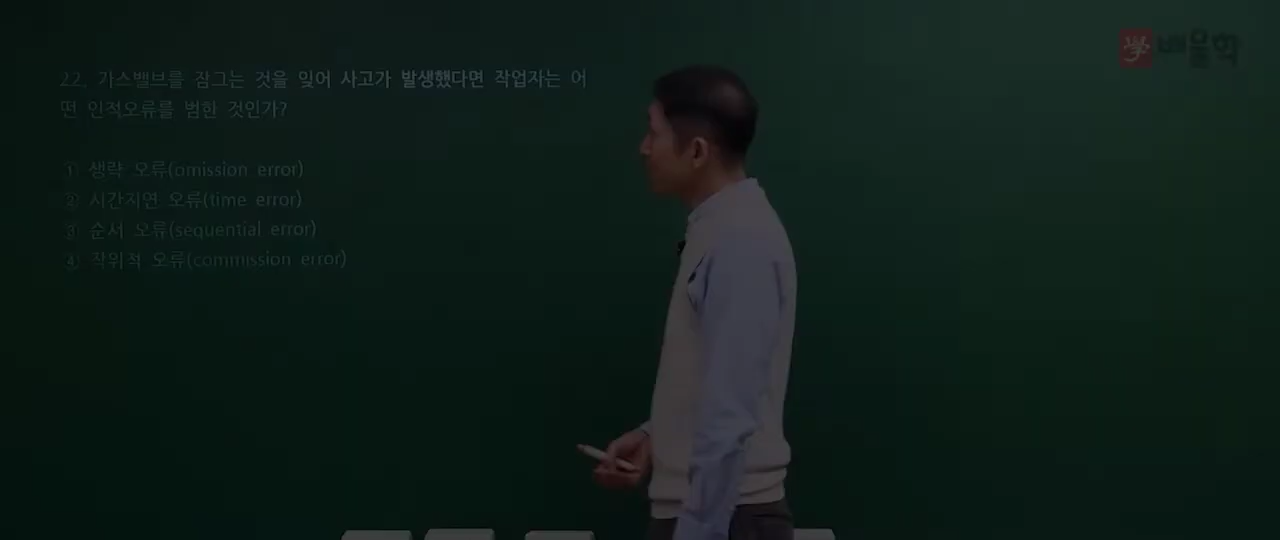 22. 가스밸브를 잠그는 것을 잊어 사고가 발생했다면 작업자는 어
떤 인적오류를 범한 것인가?
① 생략 오류(omission error)
② 시간지연 오류(time error)
③ 순서 오류(sequential error)
④ 작위적 오류(commission error)
學 배울학